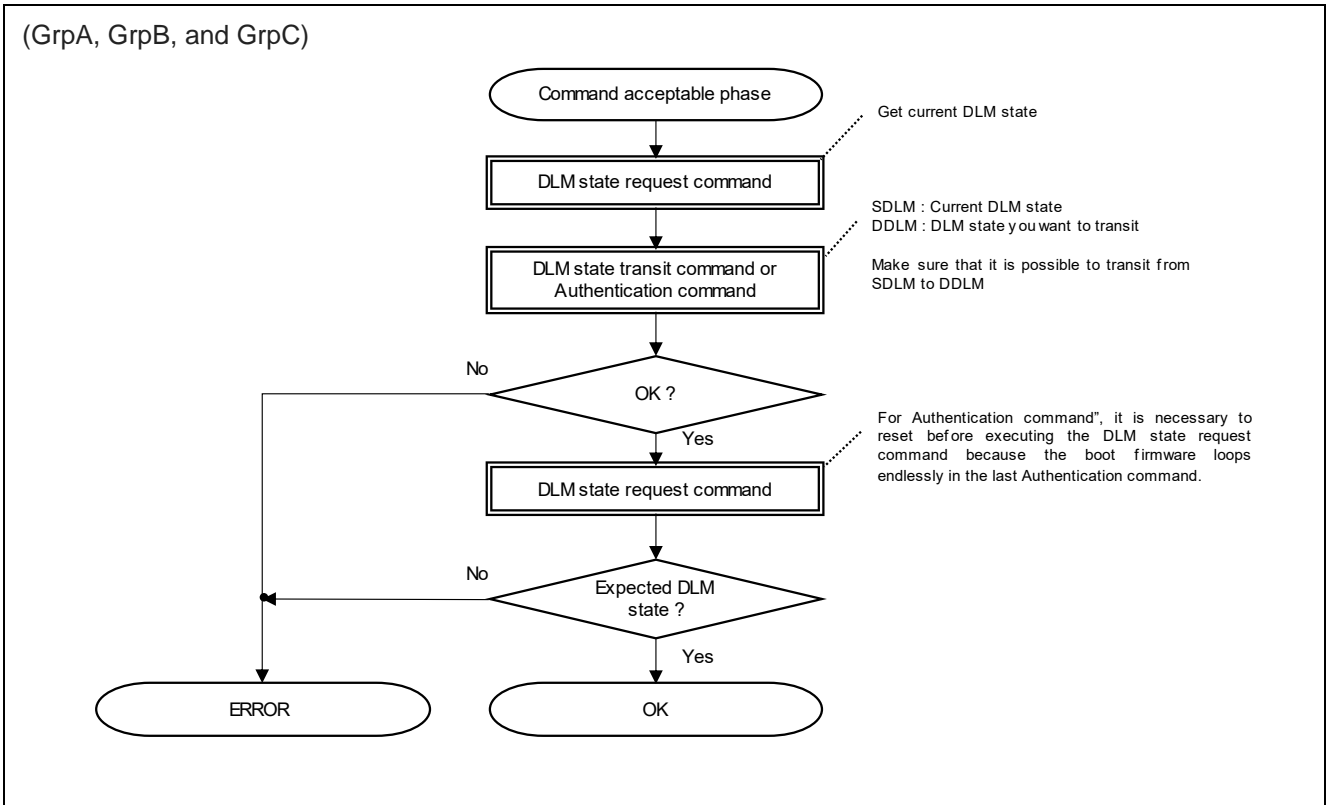 (GrpA, GrpB, and GrpC)
Command acceptable phase
Get current DLM state
DLM state request command
SDLM : Current DLM state
DDLM : DLM state you want to transit
Make sure that it is possible to transit from
SDLM to DDLM
DLM state transit command or
Authentication command
No
OK ?
Yes
For Authentication command”, it is necessary to
reset before executing the DLM state request
command because the boot firmware loops
endlessly in the last Authentication command.
DLM state request command
No
Expected DLM
state ?
Yes
ERROR
OK